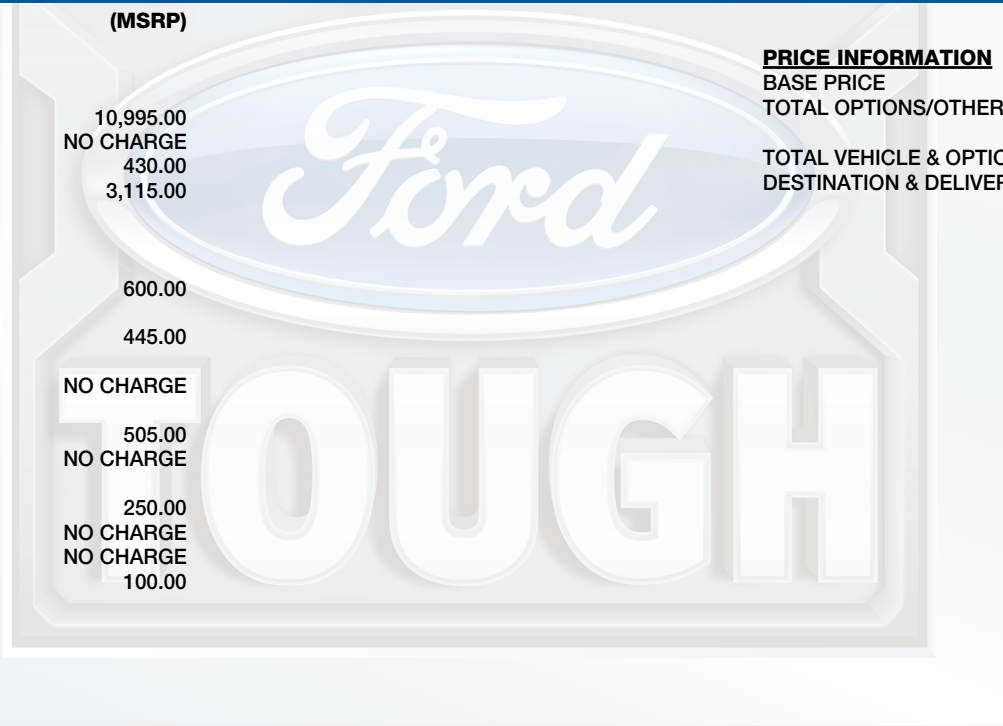 (MSRP)
10,995.00
NO CHARGE
430.00
3,115.00
600.00
445.00
NO CHARGE
505.00
NO CHARGE
250.00
NO CHARGE
NO CHARGE
100.00
PRICE INFORMATION
BASE PRICE
TOTAL OPTIONS/OTHER
TOTAL VEHICLE & OPTIO
DESTINATION & DELIVER
Ford
TOUGH